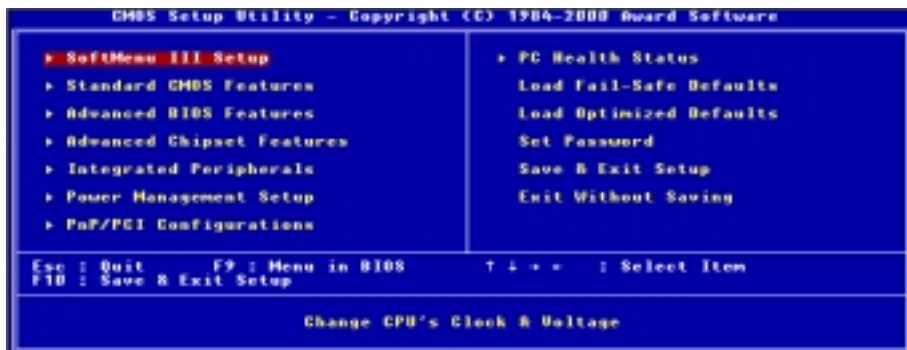 CMOS Setup Utility - Copyright (C) 1984-2000 Award Software
▸ SoftMenu III Setup
▸ Standard CMOS Features
▸ Advanced BIOS Features
▸ Advanced Chipset Features
▸ Integrated Peripherals
▸ Power Management Setup
▸ PnP/PCI Configurations
▸ PC Health Status
Load Fail-Safe Defaults
Load Optimized Defaults
Set Password
Save & Exit Setup
Exit Without Saving
Esc : Quit F9 : Menu in BIOS ↑ ↓ → ← : Select Item
F10 : Save & Exit Setup
Change CPU's Clock & Voltage